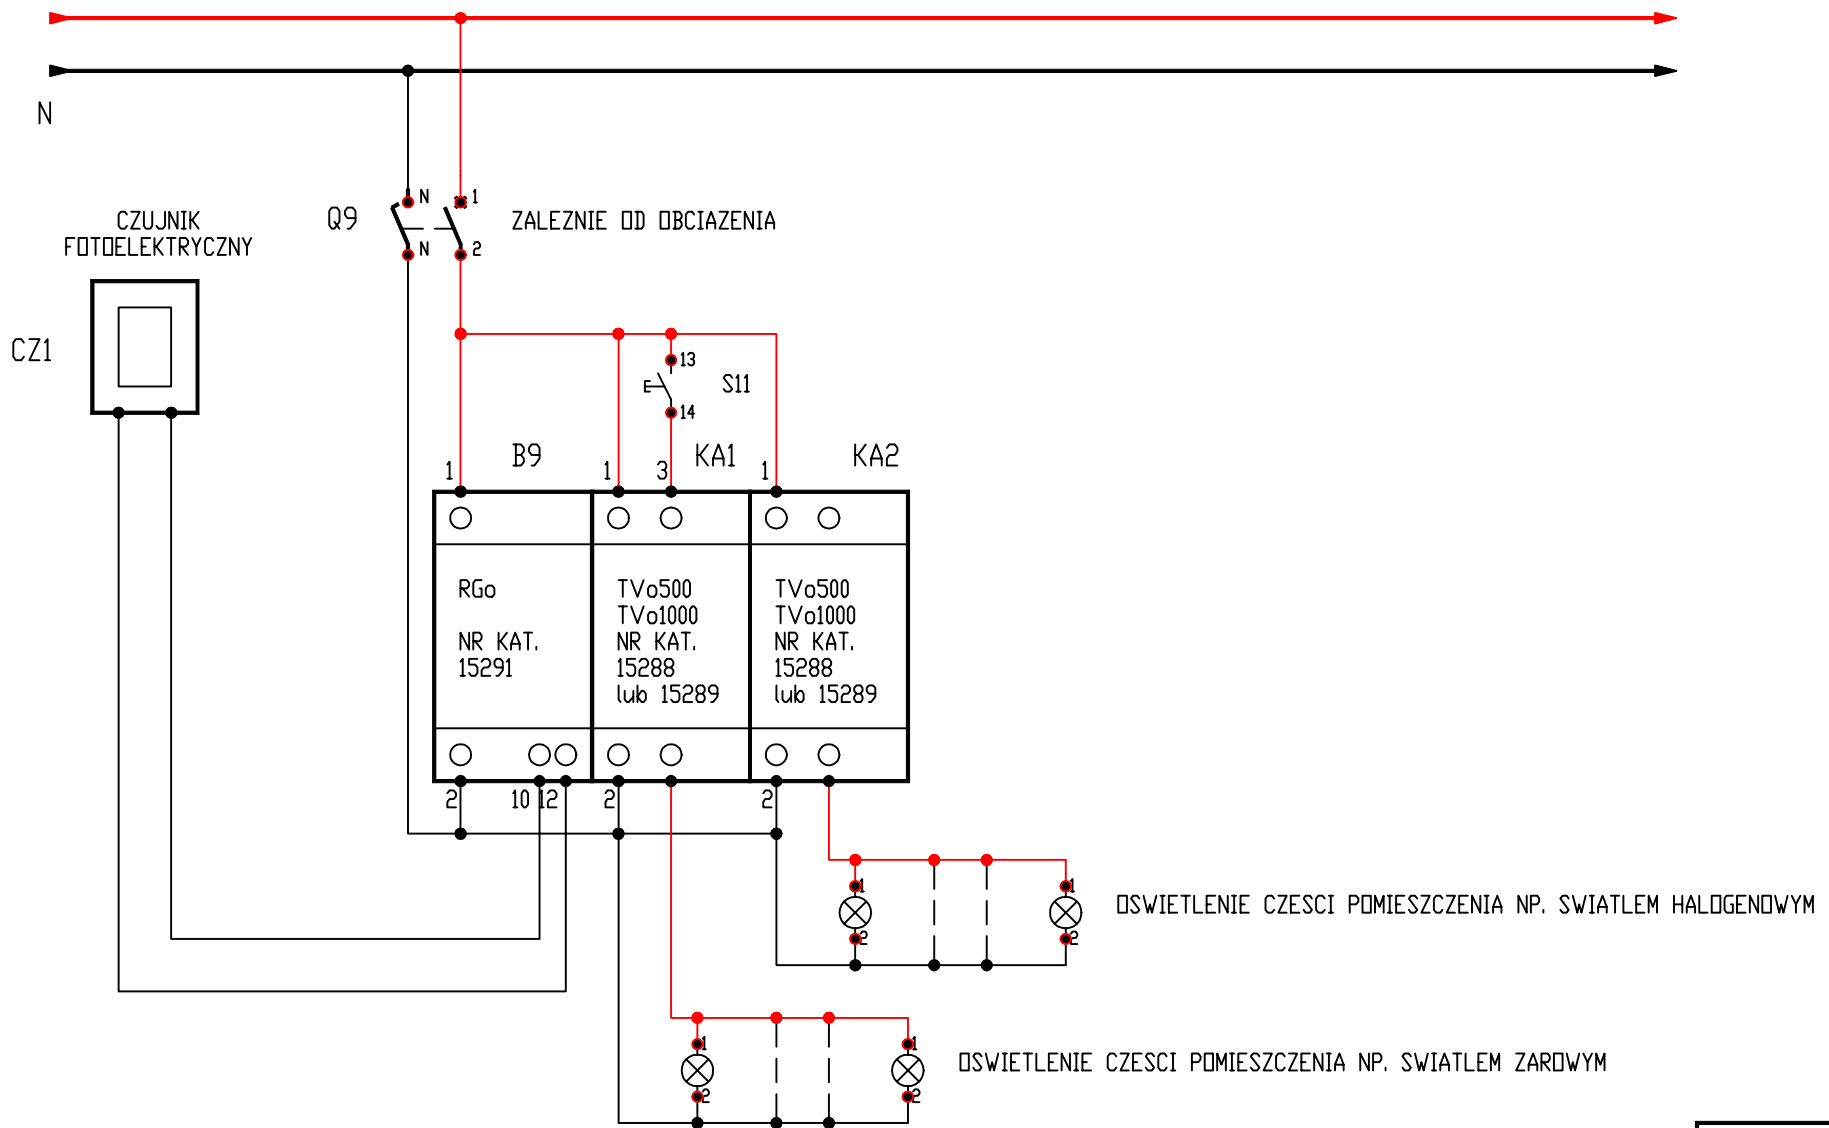 N
CZUJNIK
FOTOELEKTRYCZNY
CZ1
Q9
N
1
N
2
ZALEZNIE OD OBCIAZENIA
13
14
S11
B9
KA1
KA2
1
1
3
1
RGo
NR KAT.
15291
TVo500
TVo1000
NR KAT.
15288
lub 15289
TVo500
TVo1000
NR KAT.
15288
lub 15289
2
10
12
2
2
1
1
2
2
OSWIETLENIE CZESCI POMIESZCZENIA NP. SWIATLEM HALOGENOWYM
1
1
2
2
OSWIETLENIE CZESCI POMIESZCZENIA NP. SWIATLEM ZAROWYM